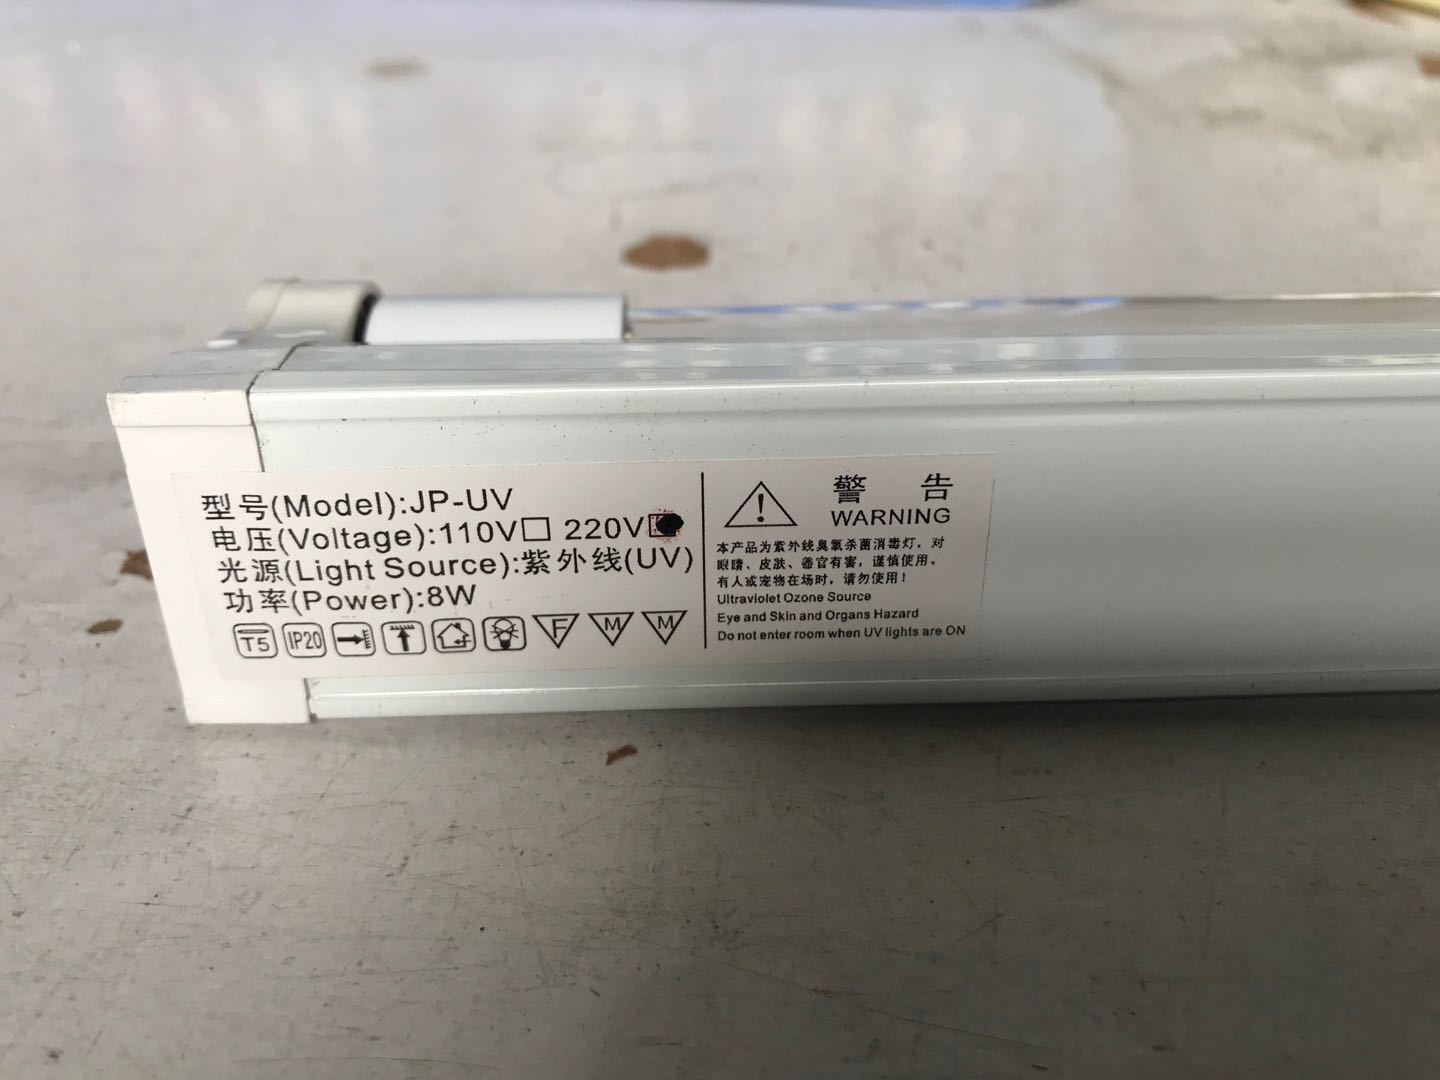 型号(Model):JP-UV
电压(Voltage):110V 220V
光源(Light Source):紫外线(UV)
功率(Power):8W
T5 IP20 F M M
警 告
WARNING
本产品为紫外线臭氧杀菌消毒灯，对
眼睛、皮肤、器官有害，谨慎使用、
有人或宠物在场时，请勿使用！
Ultraviolet Ozone Source
Eye and Skin and Organs Hazard
Do not enter room when UV lights are ON